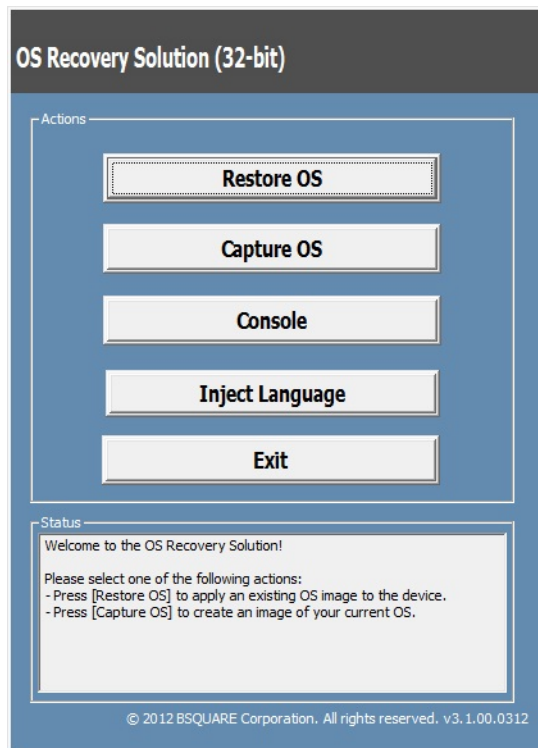 OS Recovery Solution (32-bit)
Actions
Restore OS
Capture OS
Console
Inject Language
Exit
Status
Welcome to the OS Recovery Solution!
Please select one of the following actions:
- Press [Restore OS] to apply an existing OS image to the device.
- Press [Capture OS] to create an image of your current OS.
© 2012 BSQUARE Corporation. All rights reserved. v3.1.00.0312